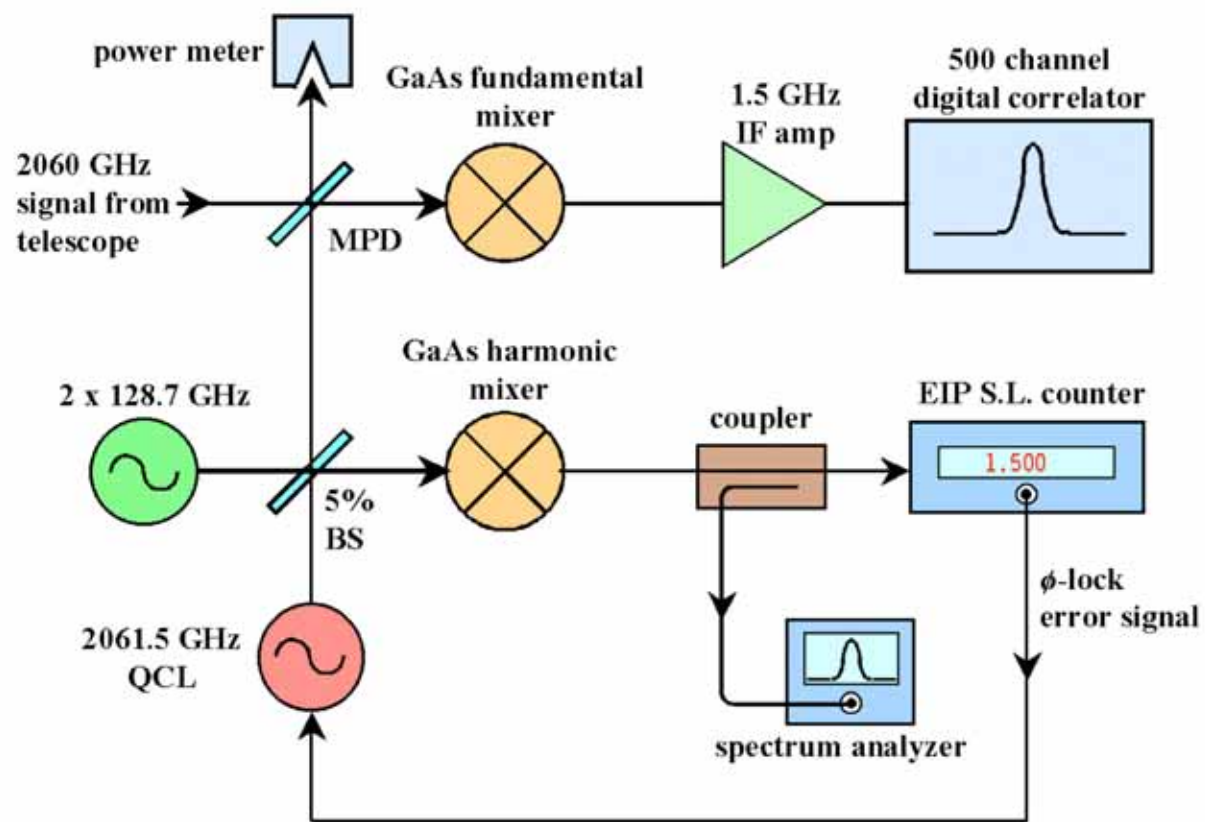 power meter
GaAs fundamental
mixer
1.5 GHz
IF amp
500 channel
digital correlator
2060 GHz
signal from
telescope
MPD
GaAs harmonic
mixer
2 x 128.7 GHz
5%
BS
coupler
EIP S.L. counter
1.500
ϕ-lock
error signal
2061.5 GHz
QCL
spectrum analyzer